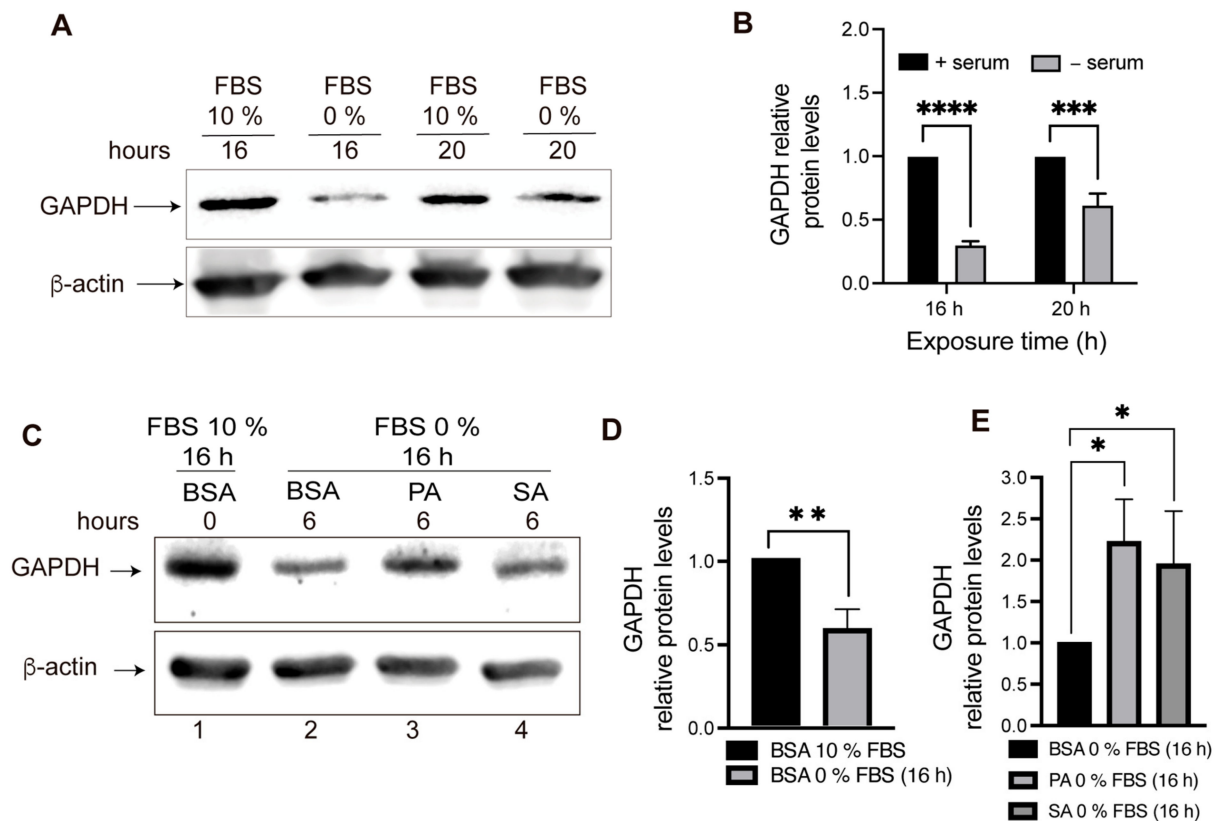 A
FBS FBS FBS FBS
10 % 0 % 10 % 0 %
hours 16 16 20 20
GAPDH
β-actin
B
2.0
1.5
1.0
0.5
0.0
GAPDH relative
protein levels
+ serum – serum
**** ***
16 h 20 h
Exposure time (h)
C
FBS 10 % FBS 0 %
16 h 16 h
BSA BSA PA SA
hours 0 6 6 6
GAPDH
β-actin
1 2 3 4
D
1.5
1.0
0.5
0.0
GAPDH
relative protein levels
**
BSA 10 % FBS
BSA 0 % FBS (16 h)
E
3.0
2.5
2.0
1.5
1.0
0.5
0.0
GAPDH
relative protein levels
*
*
BSA 0 % FBS (16 h)
PA 0 % FBS (16 h)
SA 0 % FBS (16 h)